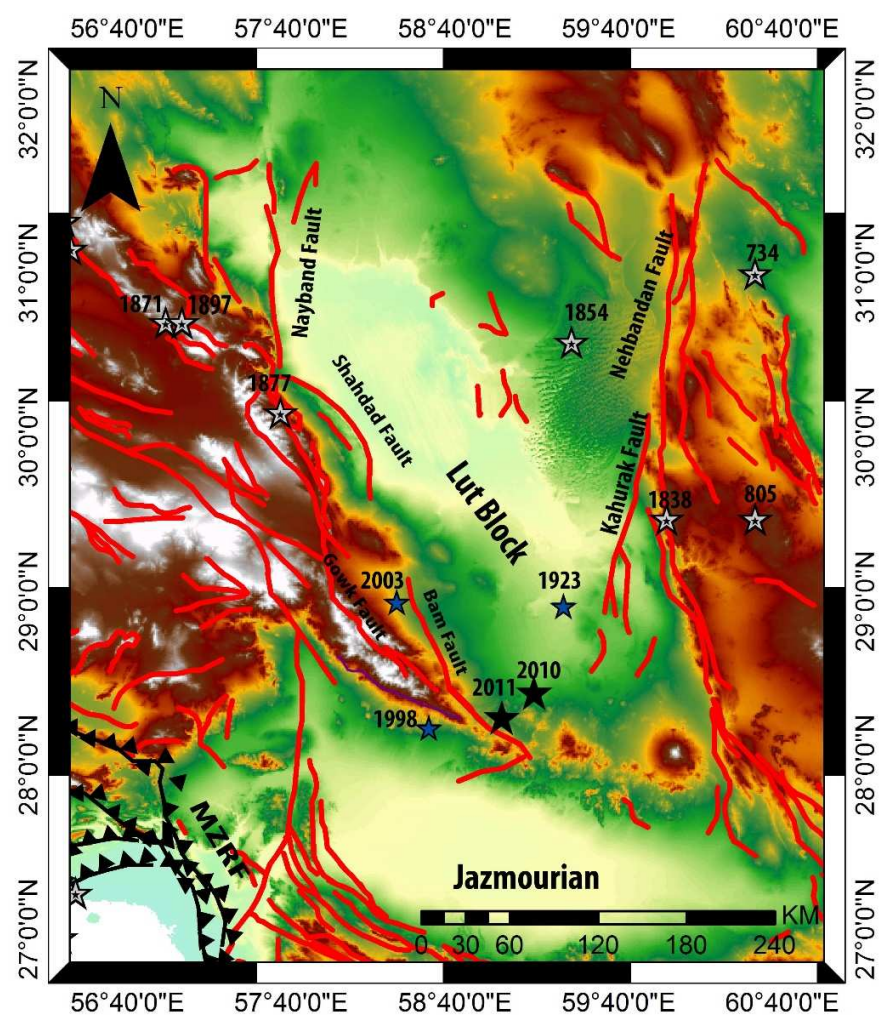 56°40'0"E 57°40'0"E 58°40'0"E 59°40'0"E 60°40'0"E
32°0'0"N
32°0'0"N
N
31°0'0"N
31°0'0"N
Nayband Fault
Nehbandan Fault
734
1871
1897
1854
1877
Shahdad Fault
30°0'0"N
30°0'0"N
Lut Block
Kahurak Fault
1838
805
29°0'0"N
29°0'0"N
Gowk Fault
2003
Bam Fault
1923
2010
2011
1998
28°0'0"N
28°0'0"N
MZRF
Jazmourian
KM
0 30 60 120 180 240
27°0'0"N
27°0'0"N
56°40'0"E 57°40'0"E 58°40'0"E 59°40'0"E 60°40'0"E